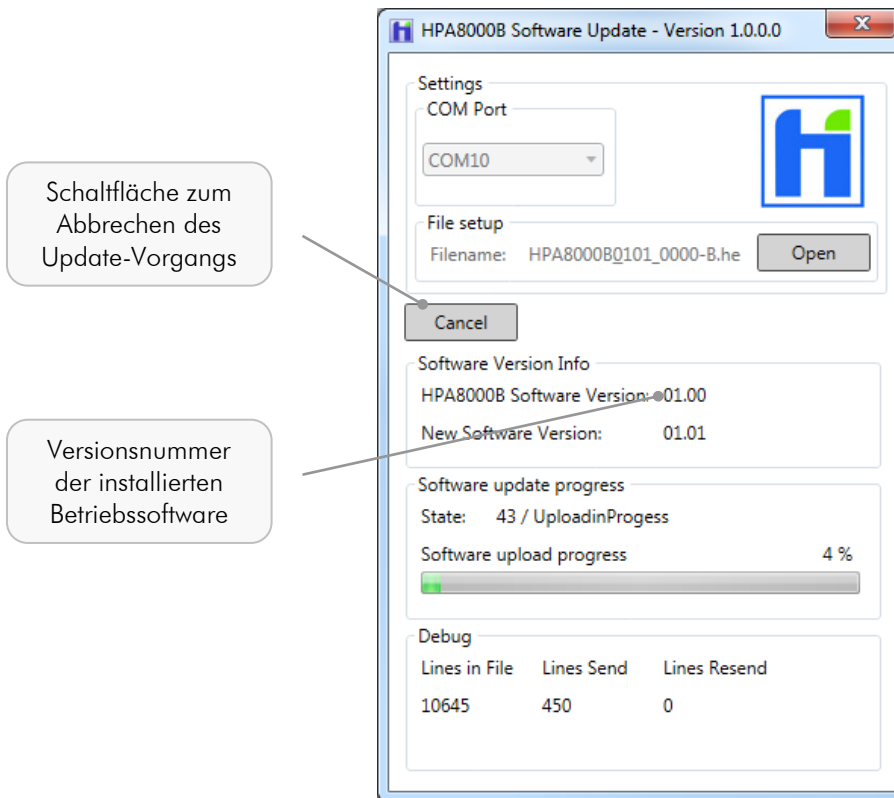 HPA8000B Software Update - Version 1.0.0.0
Settings
COM Port
COM10
File setup
Filename: HPA8000B0101_0000-B.he
Open
Schaltfläche zum
Abbrechen des
Update-Vorgangs
Cancel
Software Version Info
HPA8000B Software Version: 01.00
New Software Version: 01.01
Versionsnummer
der installierten
Betriebssoftware
Software update progress
State: 43 / UploadinProgess
Software upload progress 4 %
Debug
Lines in File Lines Send Lines Resend
10645 450 0